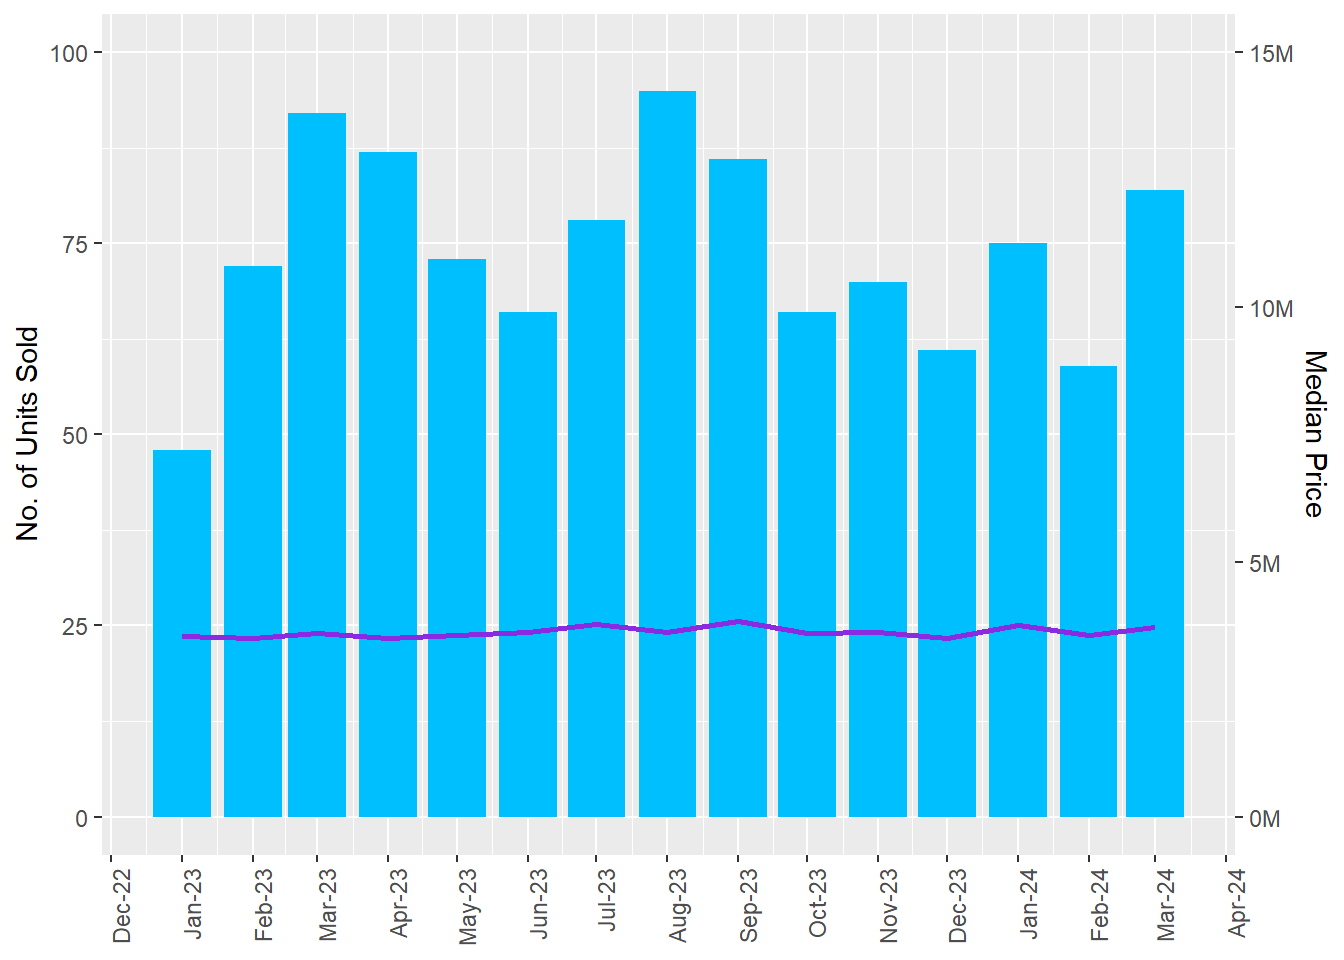 100
75
50
25
0
No. of Units Sold
15M
10M
5M
0M
Median Price
Dec-22
Jan-23
Feb-23
Mar-23
Apr-23
May-23
Jun-23
Jul-23
Aug-23
Sep-23
Oct-23
Nov-23
Dec-23
Jan-24
Feb-24
Mar-24
Apr-24